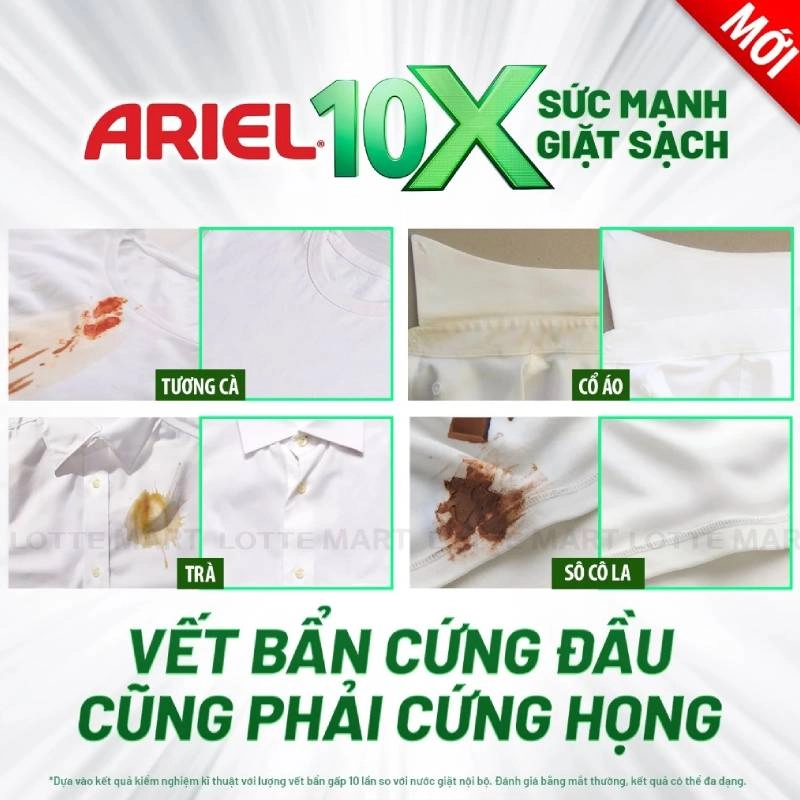 MỚI
ARIEL® 10X SỨC MẠNH
GIẶT SẠCH
TƯƠNG CÀ
CỔ ÁO
LOTTE MART LOTTE MART LOTTE MART LOTTE MART
TRÀ
SÔ CÔ LA
VẾT BẨN CỨNG ĐẦU
CŨNG PHẢI CỨNG HỌNG
*Dựa vào kết quả kiểm nghiệm kĩ thuật với lượng vết bẩn gấp 10 lần so với nước giặt nội bộ. Đánh giá bằng mắt thường, kết quả có thể đa dạng.